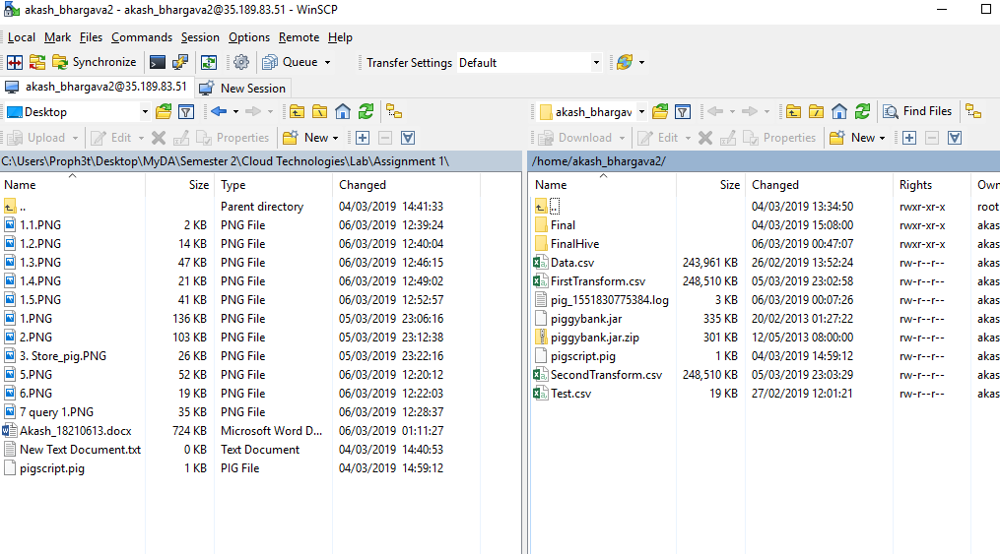 akash_bhargava2 - akash_bhargava2@35.189.83.51 - WinSCP
Local Mark Files Commands Session Options Remote Help
Synchronize Queue Transfer Settings Default
akash_bhargava2@35.189.83.51 New Session
Desktop akash_bhargav Find Files
Upload Edit Properties New Download Edit Properties New
C:\Users\Proph3t\Desktop\MyDA\Semester 2\Cloud Technologies\Lab\Assignment 1\ /home/akash_bhargava2/
Name Size Type Changed Name Size Changed Rights Own
.. Parent directory 04/03/2019 14:41:33 .. 04/03/2019 13:34:50 rwxr-xr-x root
1.1.PNG 2 KB PNG File 06/03/2019 12:39:24 Final 04/03/2019 15:08:00 rwxr-xr-x akas
1.2.PNG 14 KB PNG File 06/03/2019 12:40:04 FinalHive 06/03/2019 00:47:07 rwxr-xr-x akas
1.3.PNG 47 KB PNG File 06/03/2019 12:46:15 Data.csv 243,961 KB 26/02/2019 13:52:24 rw-r--r-- akas
1.4.PNG 21 KB PNG File 06/03/2019 12:49:02 FirstTransform.csv 248,510 KB 05/03/2019 23:02:58 rw-r--r-- akas
1.5.PNG 41 KB PNG File 06/03/2019 12:52:57 pig_1551830775384.log 3 KB 06/03/2019 00:07:26 rw-r--r-- akas
1.PNG 136 KB PNG File 05/03/2019 23:06:16 piggybank.jar 335 KB 20/02/2013 01:27:22 rw-r--r-- akas
2.PNG 103 KB PNG File 05/03/2019 23:12:38 piggybank.jar.zip 301 KB 12/05/2013 08:00:00 rw-r--r-- akas
3. Store_pig.PNG 26 KB PNG File 05/03/2019 23:22:16 pigscript.pig 1 KB 04/03/2019 14:59:12 rw-r--r-- akas
5.PNG 52 KB PNG File 06/03/2019 12:20:12 SecondTransform.csv 248,510 KB 05/03/2019 23:03:29 rw-r--r-- akas
6.PNG 19 KB PNG File 06/03/2019 12:22:03 Test.csv 19 KB 27/02/2019 12:01:21 rw-r--r-- akas
7 query 1.PNG 35 KB PNG File 06/03/2019 12:28:37
Akash_18210613.docx 724 KB Microsoft Word D... 06/03/2019 01:11:27
New Text Document.txt 0 KB Text Document 04/03/2019 14:40:53
pigscript.pig 1 KB PIG File 04/03/2019 14:59:12